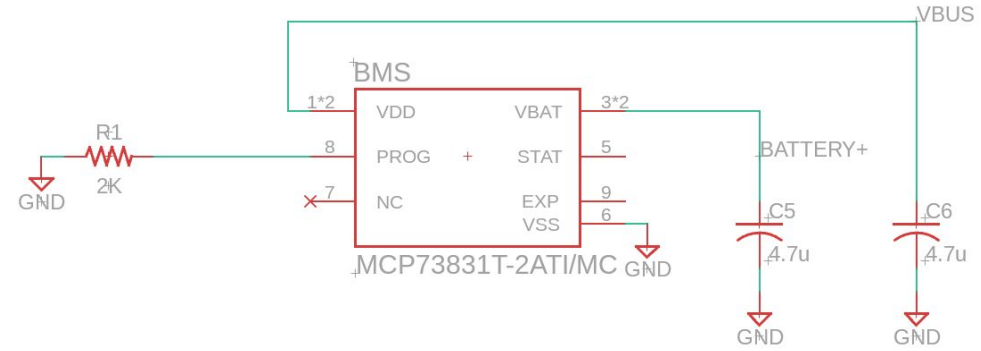 VBUS
BMS
1*2 VDD VBAT 3*2
R1 8 PROG STAT 5 BATTERY+
2K 7 NC EXP 9 C5 C6
GND VSS 6
MCP73831T-2ATI/MC GND 4.7u 4.7u
GND GND